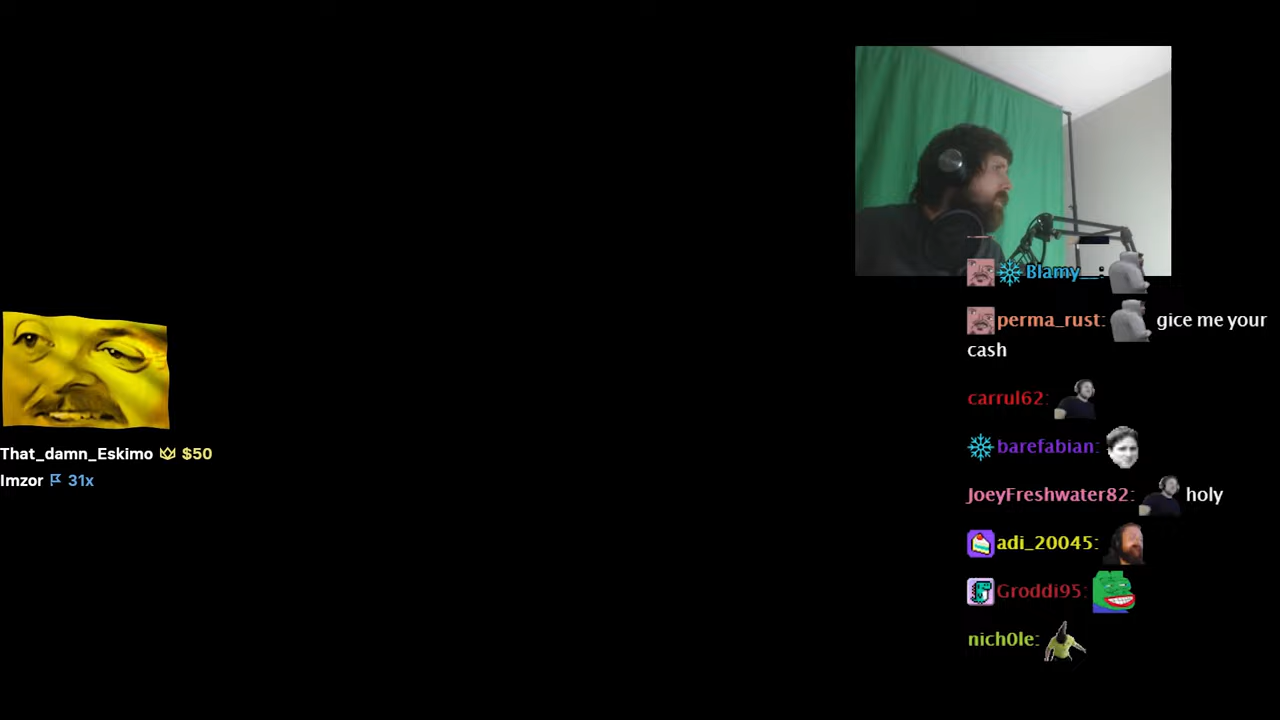 Blamy__:
perma_rust: gice me your
cash
carrul62:
barefabian:
JoeyFreshwater82: holy
adi_20045:
Groddi95:
nich0le:
That_damn_Eskimo $50
Imzor 31x